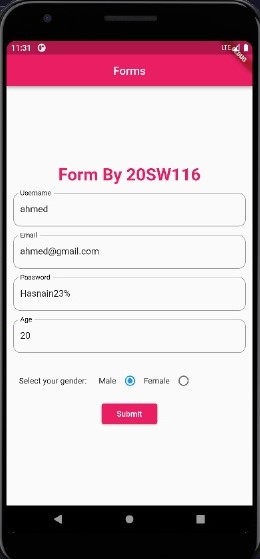 11:31
LTE
DEBUG
Forms
Form By 20SW116
Username
ahmed
Email
ahmed@gmail.com
Password
Hasnain23%
Age
20
Select your gender: Male Female
Submit